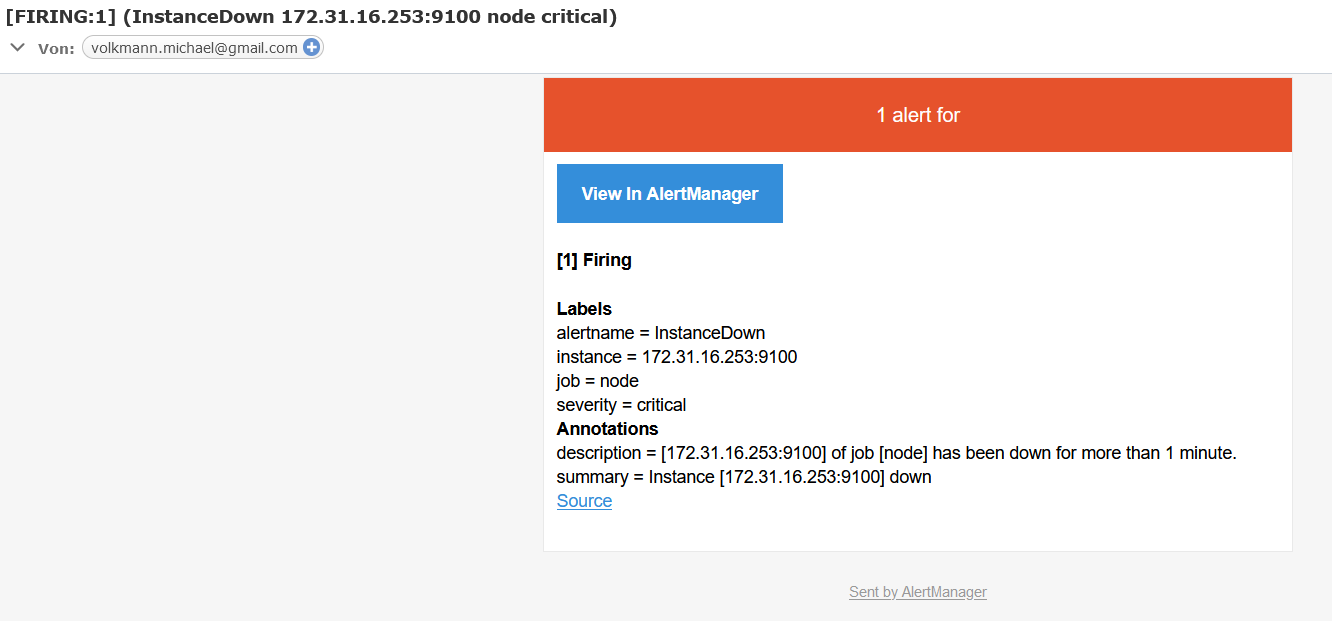 [FIRING:1] (InstanceDown 172.31.16.253:9100 node critical)
Von: volkmann.michael@gmail.com
1 alert for
View In AlertManager
[1] Firing
Labels
alertname = InstanceDown
instance = 172.31.16.253:9100
job = node
severity = critical
Annotations
description = [172.31.16.253:9100] of job [node] has been down for more than 1 minute.
summary = Instance [172.31.16.253:9100] down
Source
Sent by AlertManager